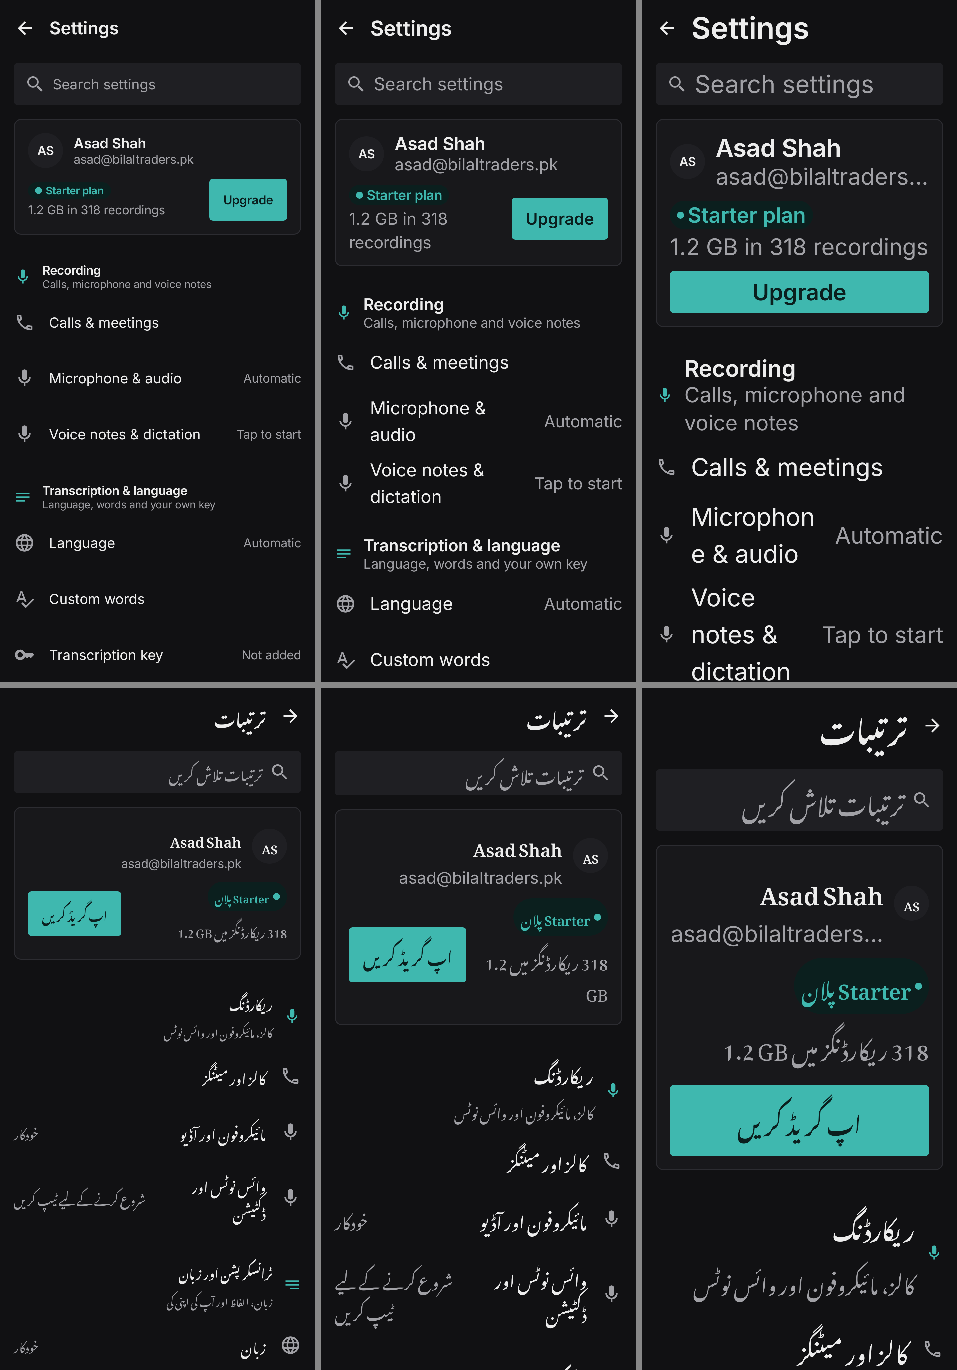 Settings
Search settings
AS
Asad Shah
asad@bilaltraders.pk
Starter plan
1.2 GB in 318 recordings
Upgrade
Recording
Calls, microphone and voice notes
Calls & meetings
Microphone & audio
Automatic
Voice notes & dictation
Tap to start
Transcription & language
Language, words and your own key
Language
Automatic
Custom words
Transcription key
Not added
Settings
Search settings
AS
Asad Shah
asad@bilaltraders.pk
Starter plan
1.2 GB in 318
recordings
Upgrade
Recording
Calls, microphone and voice notes
Calls & meetings
Microphone &
audio
Automatic
Voice notes &
dictation
Tap to start
Transcription & language
Language, words and your own key
Language
Automatic
Custom words
Settings
Search settings
AS
Asad Shah
asad@bilaltraders...
Starter plan
1.2 GB in 318 recordings
Upgrade
Recording
Calls, microphone and
voice notes
Calls & meetings
Microphon
e & audio
Automatic
Voice
notes &
dictation
Tap to start
ترتیبات
ترتیبات تلاش کریں
AS
Asad Shah
asad@bilaltraders.pk
Starter پلان
318 ریکارڈنگز میں 1.2 GB
اپ گریڈ کریں
ریکارڈنگ
کالز، مائیکروفون اور وائس نوٹس
کالز اور میٹنگز
مائیکروفون اور آڈیو
خودکار
وائس نوٹس اور
ڈکٹیشن
شروع کرنے کے لیے ٹیپ کریں
ٹرانسکرپشن اور زبان
زبان، الفاظ اور آپ کی اپنی کی
زبان
خودکار
ترتیبات
ترتیبات تلاش کریں
AS
Asad Shah
asad@bilaltraders.pk
Starter پلان
318 ریکارڈنگز میں 1.2
GB
اپ گریڈ کریں
ریکارڈنگ
کالز، مائیکروفون اور وائس نوٹس
کالز اور میٹنگز
مائیکروفون اور آڈیو
خودکار
وائس نوٹس اور
ڈکٹیشن
شروع کرنے کے لیے
ٹیپ کریں
ترتیبات
ترتیبات تلاش کریں
AS
Asad Shah
asad@bilaltraders...
Starter پلان
318 ریکارڈنگز میں 1.2 GB
اپ گریڈ کریں
ریکارڈنگ
کالز، مائیکروفون اور وائس نوٹس
کالز اور میٹنگز